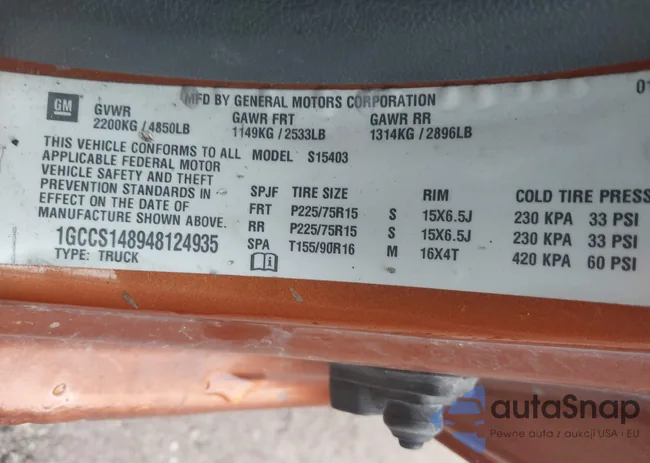 MFD BY GENERAL MOTORS CORPORATION 01
GM
GVWR GAWR FRT GAWR RR
2200KG / 4850LB 1149KG / 2533LB 1314KG / 2896LB
THIS VEHICLE CONFORMS TO ALL
APPLICABLE FEDERAL MOTOR
VEHICLE SAFETY AND THEFT
PREVENTION STANDARDS IN
EFFECT ON THE DATE OF
MANUFACTURE SHOWN ABOVE.
1GCCS148948124935
TYPE: TRUCK
MODEL S15403
SPJF TIRE SIZE RIM COLD TIRE PRESS
FRT P225/75R15 S 15X6.5J 230 KPA 33 PSI
RR P225/75R15 S 15X6.5J 230 KPA 33 PSI
SPA T155/90R16 M 16X4T 420 KPA 60 PSI
autaSnap
Pewne auta z aukcji USA i EU